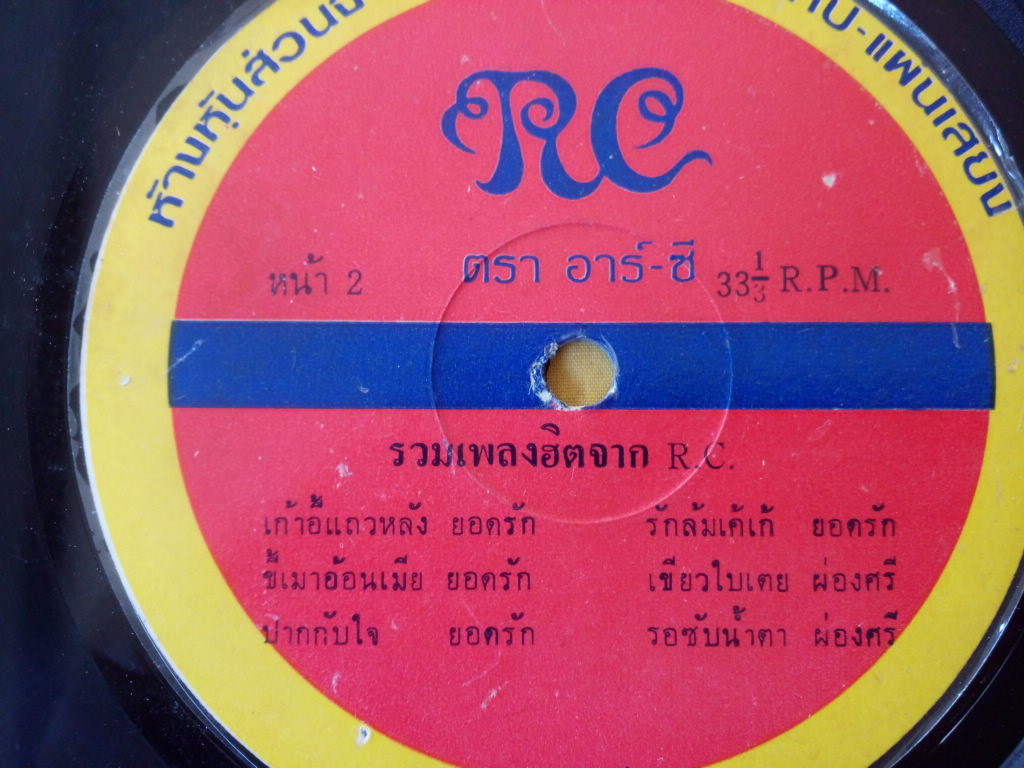 ห้างหุ้นส่วน
-แผ่นเสียง
RC
ตรา อาร์-ซี
หน้า 2
33⅓ R.P.M.
รวมเพลงฮิตจาก R.C.
เก้าอี้แถวหลัง ยอดรัก รักล้มเค้เก้ ยอดรัก
ขี้เมาอ้อนเมีย ยอดรัก เขียวใบเตย ผ่องศรี
ปากกับใจ ยอดรัก รอซับน้ำตา ผ่องศรี